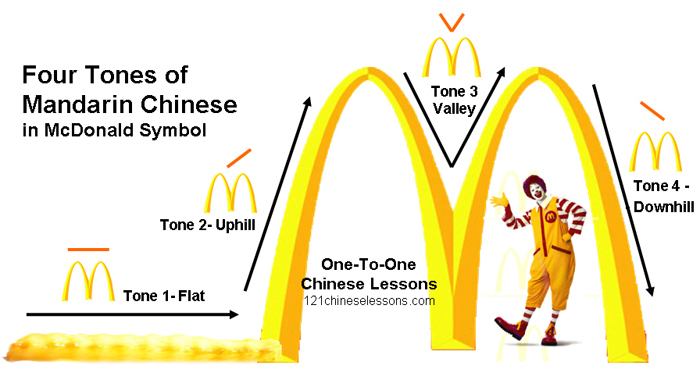 Four Tones of
Mandarin Chinese
in McDonald Symbol
Tone 1- Flat
Tone 2- Uphill
Tone 3
Valley
Tone 4 -
Downhill
One-To-One
Chinese Lessons
121chineselessons.com